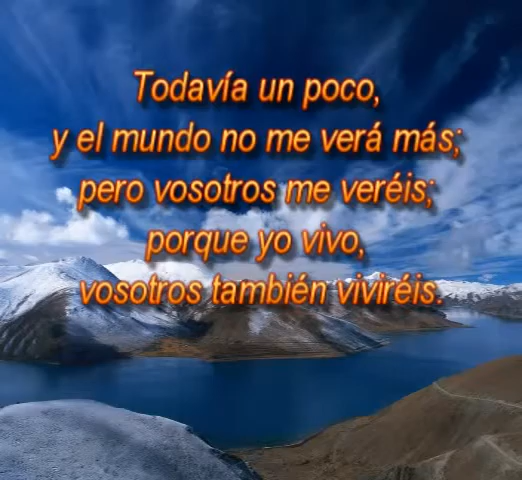 Todavía un poco,
y el mundo no me verá más;
pero vosotros me veréis;
porque yo vivo,
vosotros también viviréis.